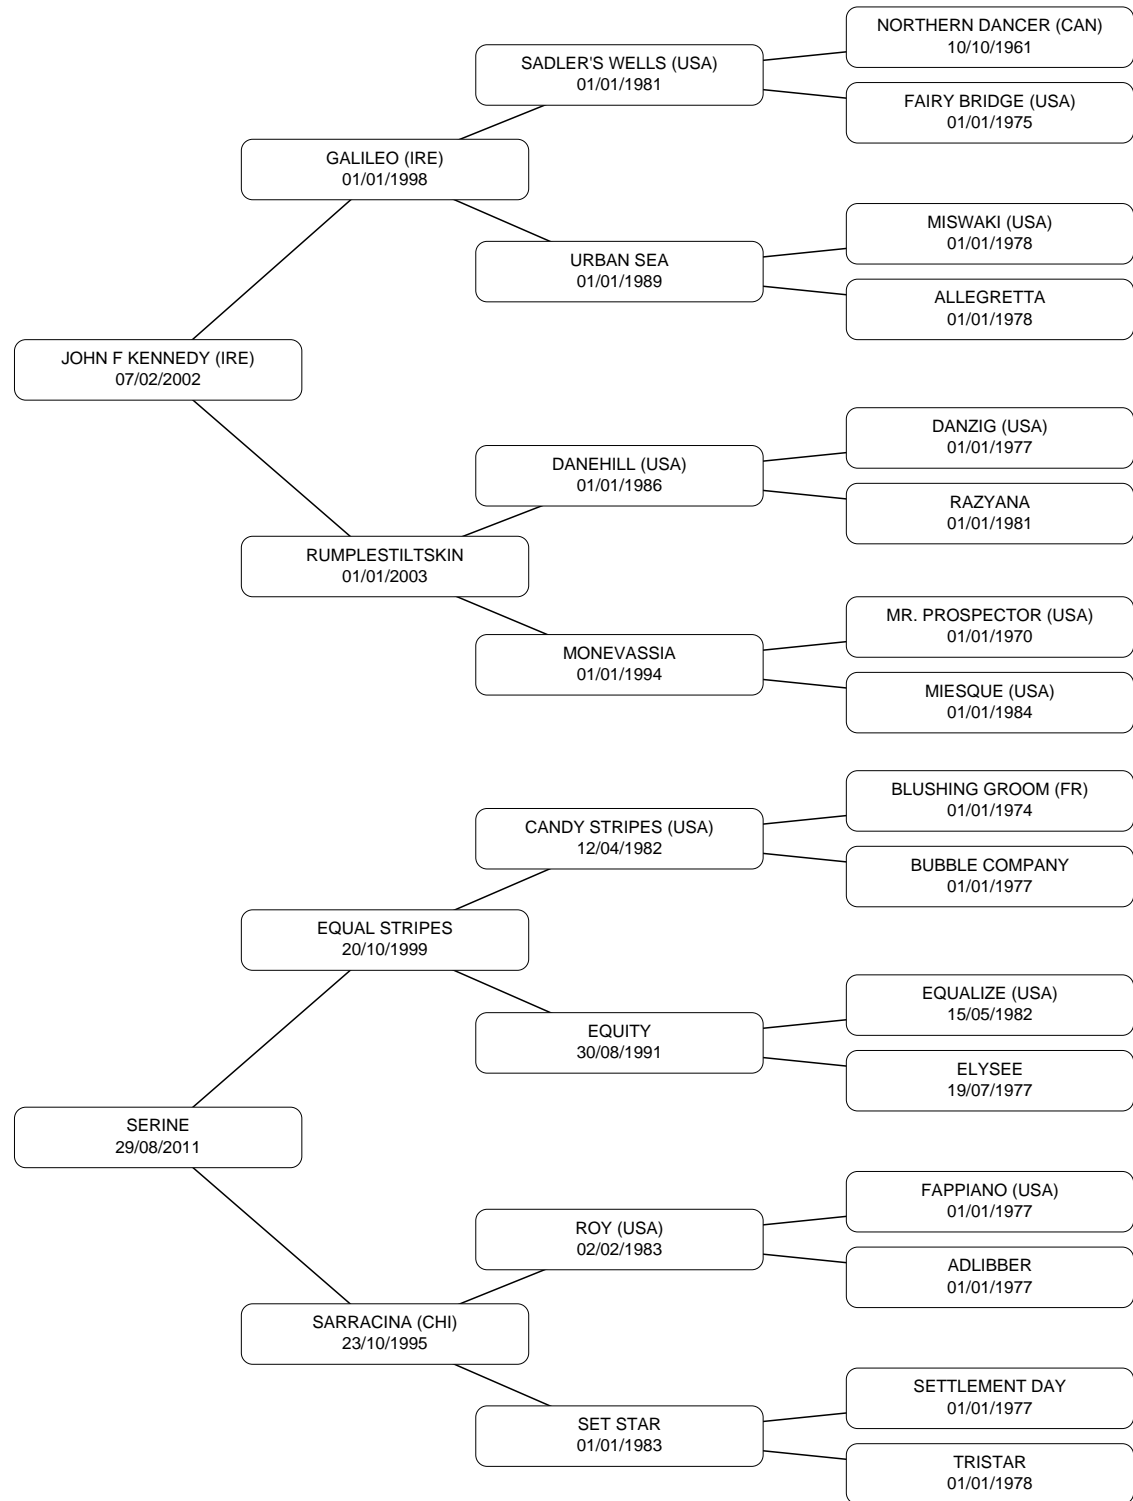 NORTHERN DANCER (CAN)
10/10/1961
SADLER'S WELLS (USA)
01/01/1981
FAIRY BRIDGE (USA)
01/01/1975
GALILEO (IRE)
01/01/1998
MISWAKI (USA)
01/01/1978
URBAN SEA
01/01/1989
ALLEGRETTA
01/01/1978
JOHN F KENNEDY (IRE)
07/02/2002
DANZIG (USA)
01/01/1977
DANEHILL (USA)
01/01/1986
RAZYANA
01/01/1981
RUMPLESTILTSKIN
01/01/2003
MR. PROSPECTOR (USA)
01/01/1970
MONEVASSIA
01/01/1994
MIESQUE (USA)
01/01/1984
BLUSHING GROOM (FR)
01/01/1974
CANDY STRIPES (USA)
12/04/1982
BUBBLE COMPANY
01/01/1977
EQUAL STRIPES
20/10/1999
EQUALIZE (USA)
15/05/1982
EQUITY
30/08/1991
ELYSEE
19/07/1977
SERINE
29/08/2011
FAPPIANO (USA)
01/01/1977
ROY (USA)
02/02/1983
ADLIBBER
01/01/1977
SARRACINA (CHI)
23/10/1995
SETTLEMENT DAY
01/01/1977
SET STAR
01/01/1983
TRISTAR
01/01/1978